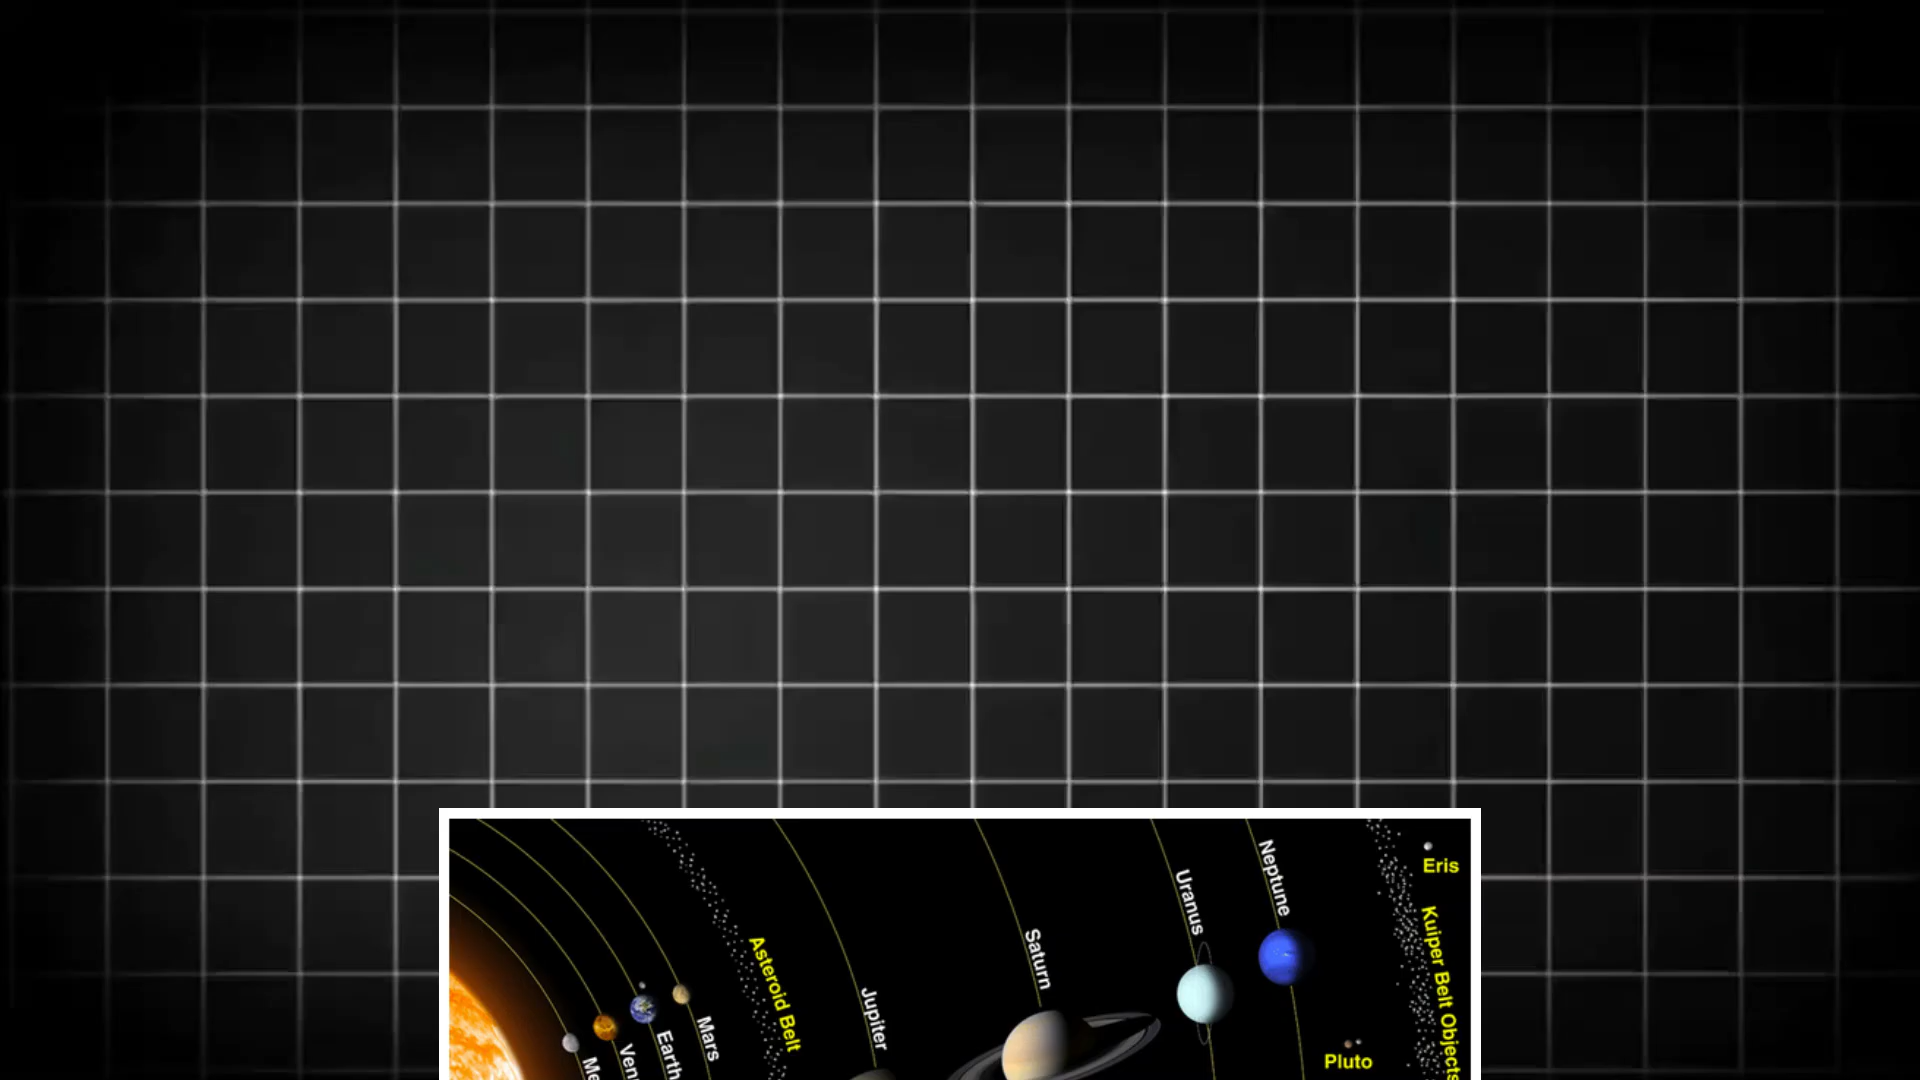 Neptune
Eris
Uranus
Kuiper Belt Objects
Saturn
Asteroid Belt
Jupiter
Mars
Earth
Pluto